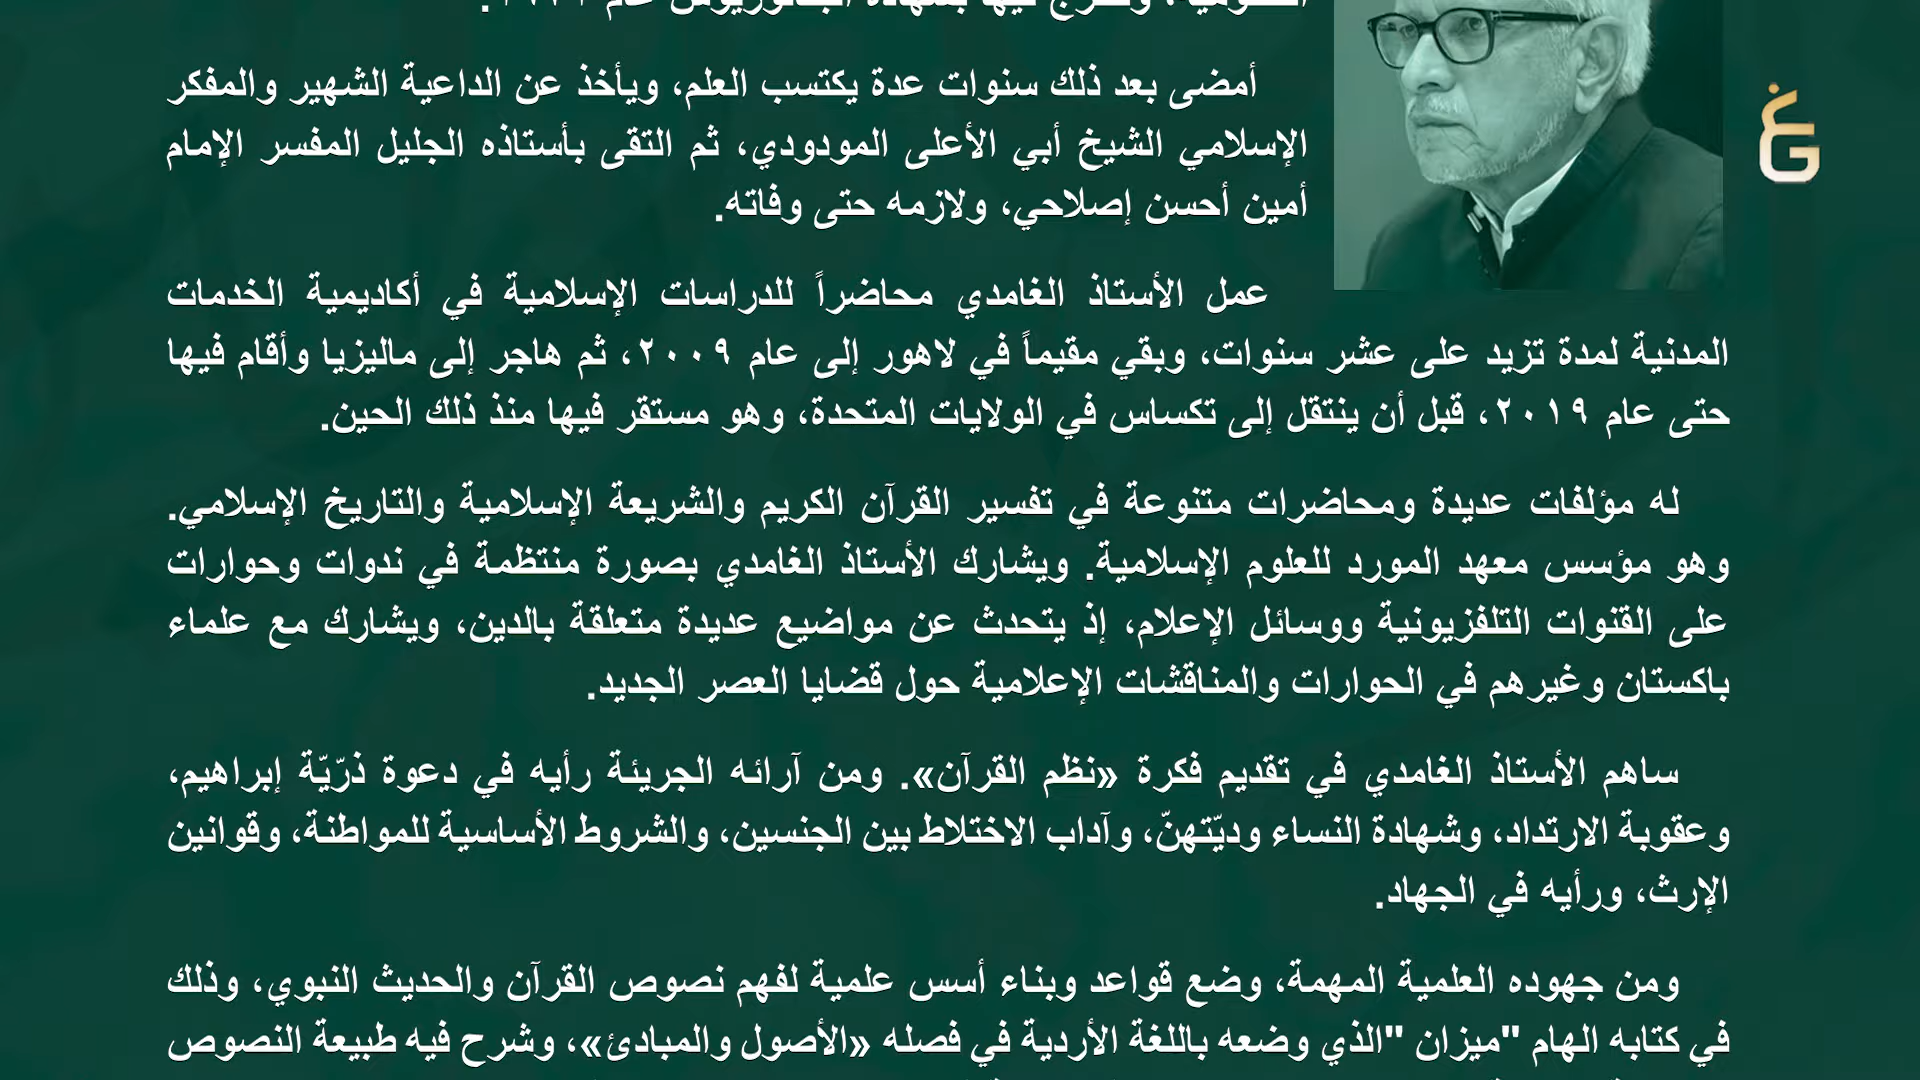 أمضى بعد ذلك سنوات عدة يكتسب العلم، ويأخذ عن الداعية الشهير والمفكر
الإسلامي الشيخ أبي الأعلى المودودي، ثم التقى بأستاذه الجليل المفسر الإمام
أمين أحسن إصلاحي، ولازمه حتى وفاته.
عمل الأستاذ الغامدي محاضراً للدراسات الإسلامية في أكاديمية الخدمات
المدنية لمدة تزيد على عشر سنوات، وبقي مقيماً في لاهور إلى عام ٢٠٠٩، ثم هاجر إلى ماليزيا وأقام فيها
حتى عام ٢٠١٩، قبل أن ينتقل إلى تكساس في الولايات المتحدة، وهو مستقر فيها منذ ذلك الحين.
له مؤلفات عديدة ومحاضرات متنوعة في تفسير القرآن الكريم والشريعة الإسلامية والتاريخ الإسلامي.
وهو مؤسس معهد المورد للعلوم الإسلامية. ويشارك الأستاذ الغامدي بصورة منتظمة في ندوات وحوارات
على القنوات التلفزيونية ووسائل الإعلام، إذ يتحدث عن مواضيع عديدة متعلقة بالدين، ويشارك مع علماء
باكستان وغيرهم في الحوارات والمناقشات الإعلامية حول قضايا العصر الجديد.
ساهم الأستاذ الغامدي في تقديم فكرة «نظم القرآن». ومن آرائه الجريئة رأيه في دعوة ذرّيّة إبراهيم،
وعقوبة الارتداد، وشهادة النساء وديّتهنّ، وآداب الاختلاط بين الجنسين، والشروط الأساسية للمواطنة، وقوانين
الإرث، ورأيه في الجهاد.
ومن جهوده العلمية المهمة، وضع قواعد وبناء أسس علمية لفهم نصوص القرآن والحديث النبوي، وذلك
في كتابه الهام "ميزان "الذي وضعه باللغة الأردية في فصله «الأصول والمبادئ»، وشرح فيه طبيعة النصوص